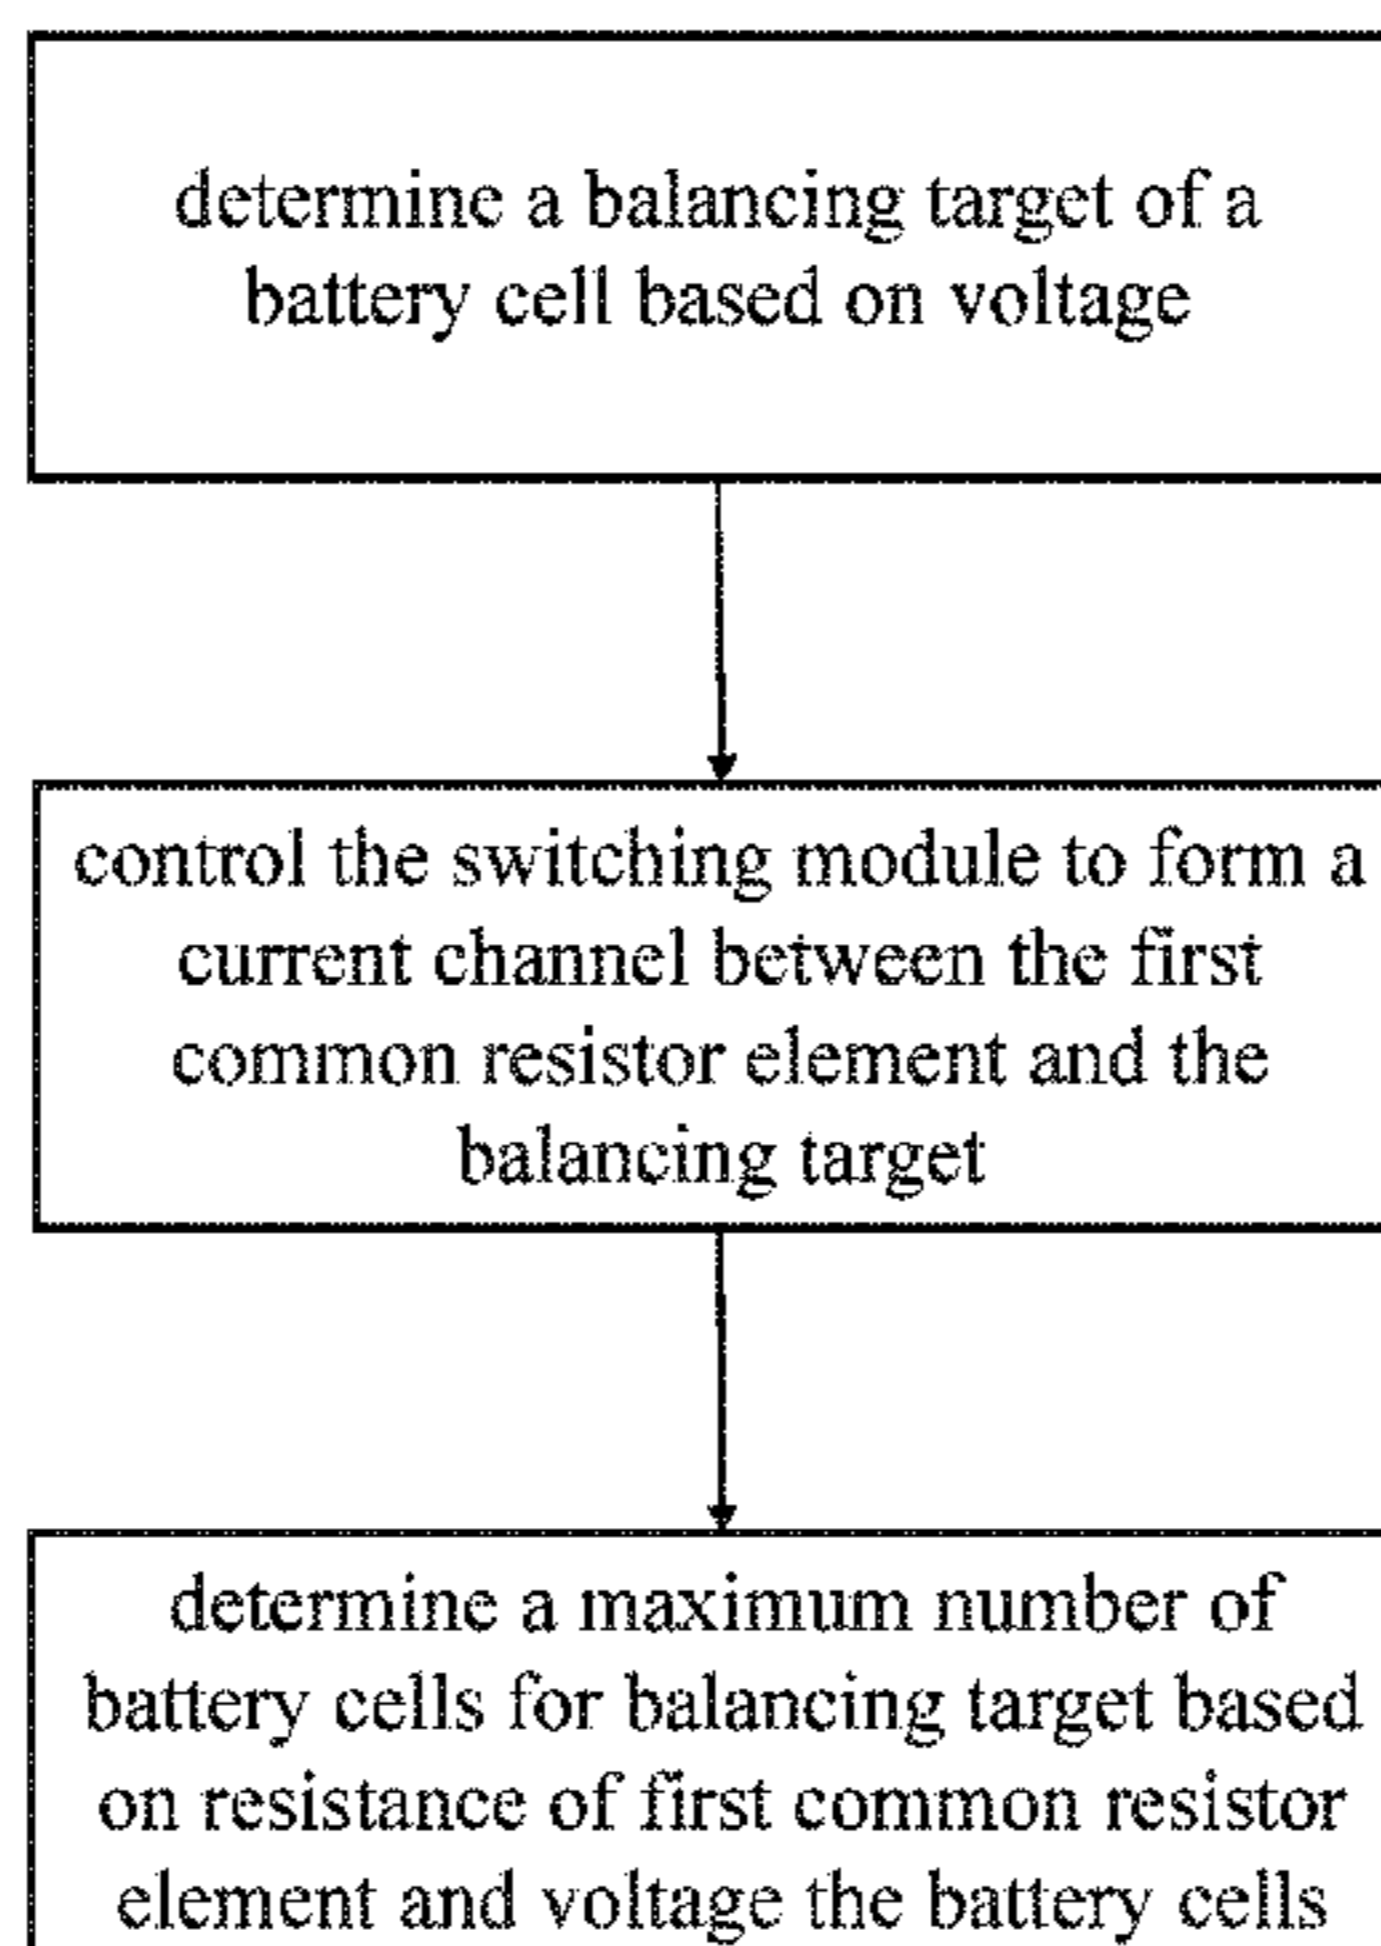 determine a balancing target of a
battery cell based on voltage
control the switching module to form a
current channel between the first
common resistor element and the
balancing target
determine a maximum number of
battery cells for balancing target based
on resistance of first common resistor
element and voltage the battery cells